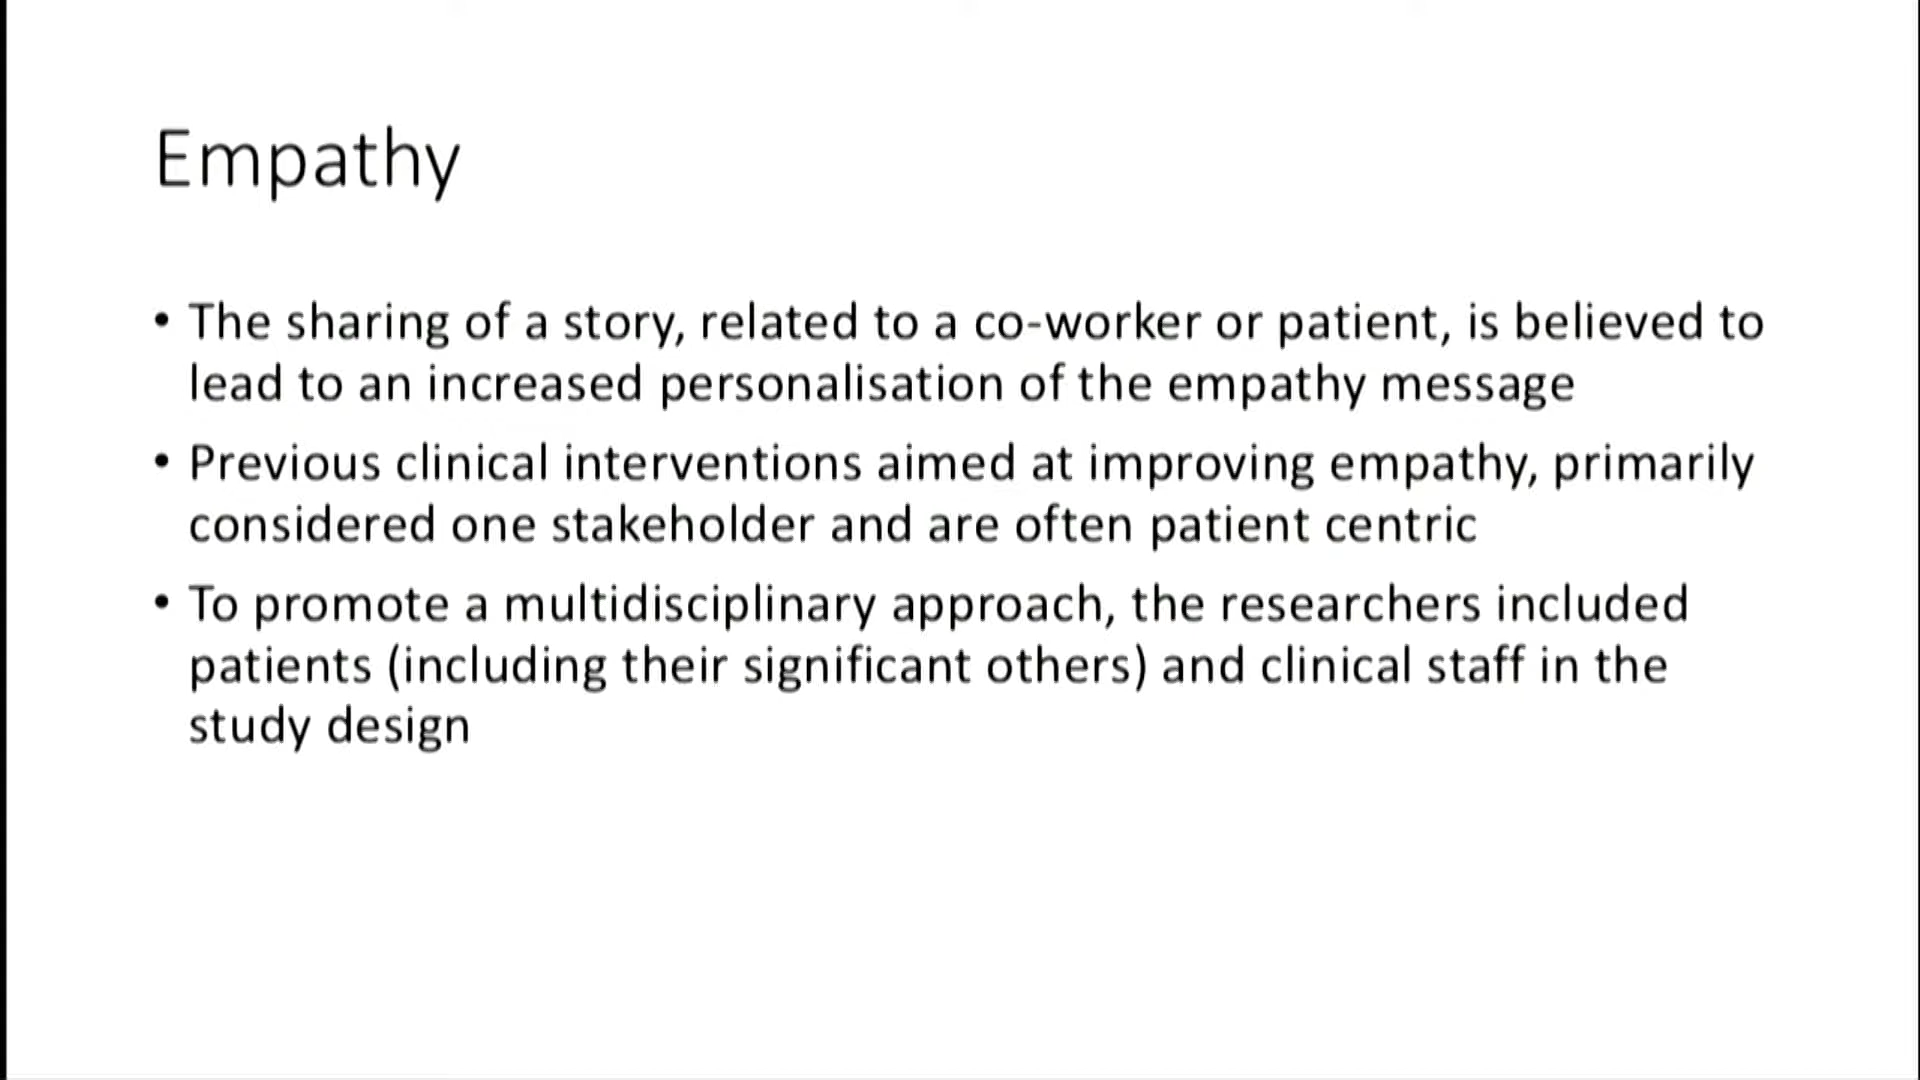 Empathy
• The sharing of a story, related to a co-worker or patient, is believed to
lead to an increased personalisation of the empathy message
• Previous clinical interventions aimed at improving empathy, primarily
considered one stakeholder and are often patient centric
• To promote a multidisciplinary approach, the researchers included
patients (including their significant others) and clinical staff in the
study design